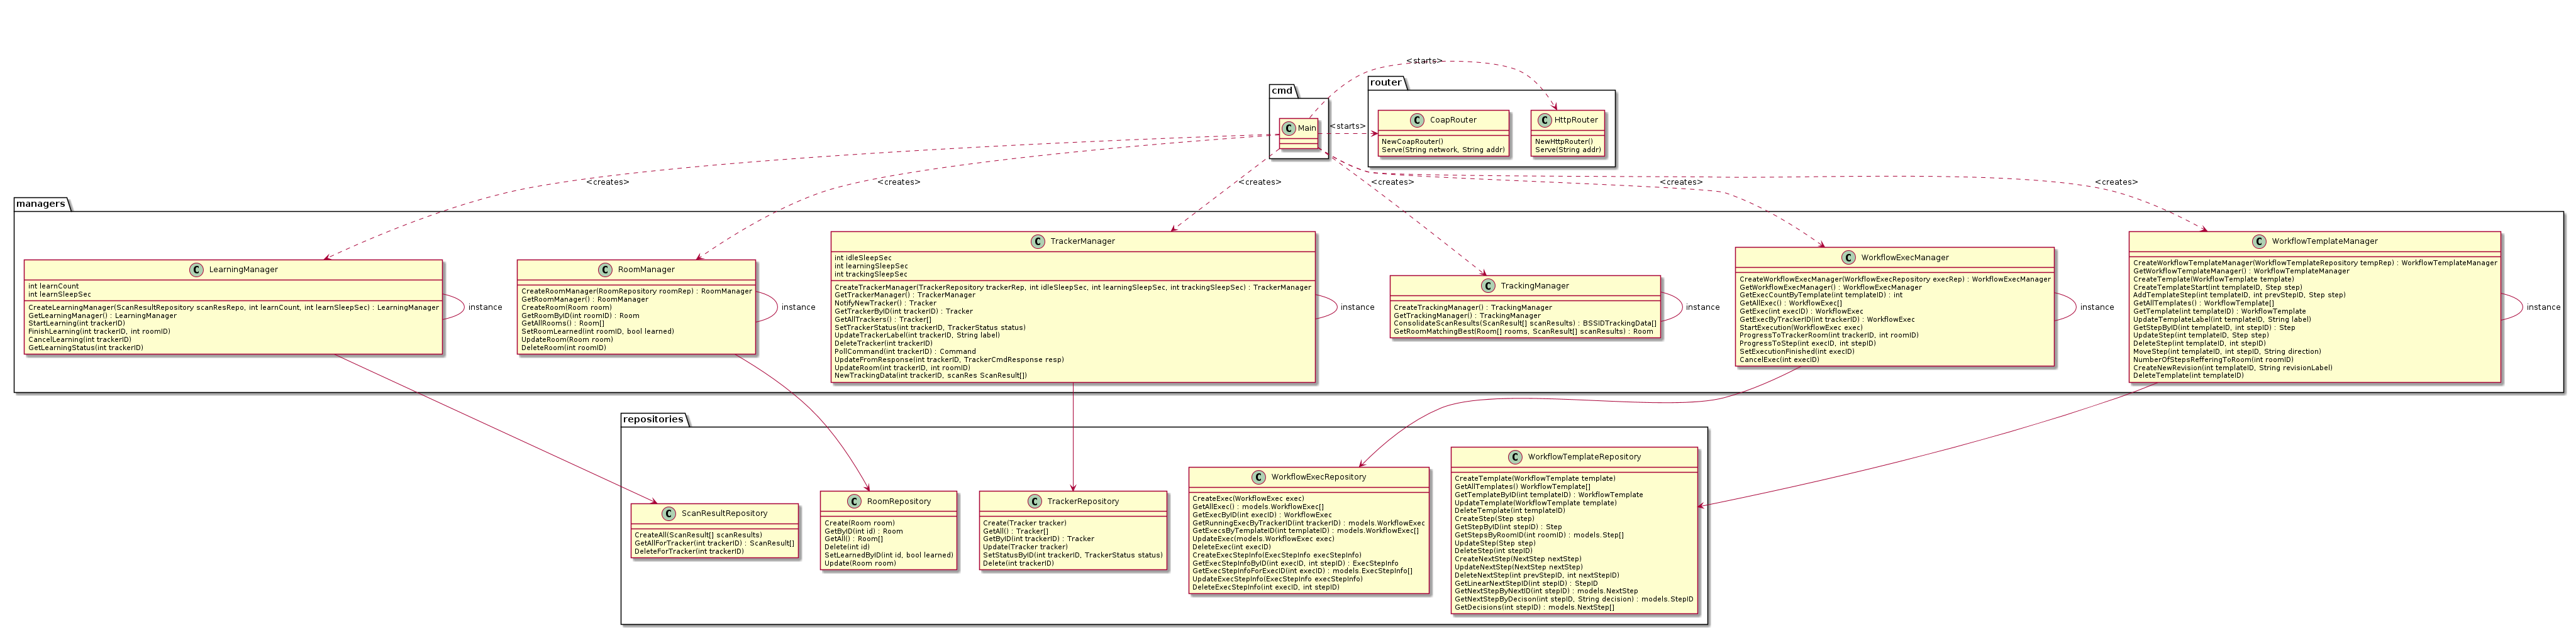 <starts>
cmd
router
C Main
<starts>
C CoapRouter
NewCoapRouter()
Serve(String network, String addr)
C HttpRouter
NewHttpRouter()
Serve(String addr)
<creates>
<creates>
<creates>
<creates>
<creates>
<creates>
managers
C LearningManager
int learnCount
int learnSleepSec
CreateLearningManager(ScanResultRepository scanResRepo, int learnCount, int learnSleepSec) : LearningManager
GetLearningManager() : LearningManager
StartLearning(int trackerID)
FinishLearning(int trackerID, int roomID)
CancelLearning(int trackerID)
GetLearningStatus(int trackerID)
instance
C RoomManager
CreateRoomManager(RoomRepository roomRep) : RoomManager
GetRoomManager() : RoomManager
CreateRoom(Room room)
GetRoomByID(int roomID) : Room
GetAllRooms() : Room[]
SetRoomLearned(int roomID, bool learned)
UpdateRoom(Room room)
DeleteRoom(int roomID)
instance
C TrackerManager
int idleSleepSec
int learningSleepSec
int trackingSleepSec
CreateTrackerManager(TrackerRepository trackerRep, int idleSleepSec, int learningSleepSec, int trackingSleepSec) : TrackerManager
GetTrackerManager() : TrackerManager
NotifyNewTracker() : Tracker
GetTrackerByID(int trackerID) : Tracker
GetAllTrackers() : Tracker[]
SetTrackerStatus(int trackerID, TrackerStatus status)
UpdateTrackerLabel(int trackerID, String label)
DeleteTracker(int trackerID)
PollCommand(int trackerID) : Command
UpdateFromResponse(int trackerID, TrackerCmdResponse resp)
UpdateRoom(int trackerID, int roomID)
NewTrackingData(int trackerID, scanRes ScanResult[])
instance
C TrackingManager
CreateTrackingManager() : TrackingManager
GetTrackingManager() : TrackingManager
ConsolidateScanResults(ScanResult[] scanResults) : BSSIDTrackingData[]
GetRoomMatchingBest(Room[] rooms, ScanResult[] scanResults) : Room
instance
C WorkflowExecManager
CreateWorkflowExecManager(WorkflowExecRepository execRep) : WorkflowExecManager
GetWorkflowExecManager() : WorkflowExecManager
GetExecCountByTemplate(int templateID) : int
GetAllExec() : WorkflowExec[]
GetExec(int execID) : WorkflowExec
GetExecByTrackerID(int trackerID) : WorkflowExec
StartExecution(WorkflowExec exec)
ProgressToTrackerRoom(int trackerID, int roomID)
ProgressToStep(int execID, int stepID)
SetExecutionFinished(int execID)
CancelExec(int execID)
instance
C WorkflowTemplateManager
CreateWorkflowTemplateManager(WorkflowTemplateRepository tempRep) : WorkflowTemplateManager
GetWorkflowTemplateManager() : WorkflowTemplateManager
CreateTemplate(WorkflowTemplate template)
CreateTemplateStart(int templateID, Step step)
AddTemplateStep(int templateID, int prevStepID, Step step)
GetAllTemplates() : WorkflowTemplate[]
GetTemplate(int templateID) : WorkflowTemplate
UpdateTemplateLabel(int templateID, String label)
GetStepByID(int templateID, int stepID) : Step
UpdateStep(int templateID, Step step)
DeleteStep(int templateID, int stepID)
MoveStep(int templateID, int stepID, String direction)
NumberOfStepsRefferingToRoom(int roomID)
CreateNewRevision(int templateID, String revisionLabel)
DeleteTemplate(int templateID)
instance
repositories
C ScanResultRepository
CreateAll(ScanResult[] scanResults)
GetAllForTracker(int trackerID) : ScanResult[]
DeleteForTracker(int trackerID)
C RoomRepository
Create(Room room)
GetByID(int id) : Room
GetAll() : Room[]
Delete(int id)
SetLearnedByID(int id, bool learned)
Update(Room room)
C TrackerRepository
Create(Tracker tracker)
GetAll() : Tracker[]
GetByID(int trackerID) : Tracker
Update(Tracker tracker)
SetStatusByID(int trackerID, TrackerStatus status)
Delete(int trackerID)
C WorkflowExecRepository
CreateExec(WorkflowExec exec)
GetAllExec() : models.WorkflowExec[]
GetExecByID(int execID) : WorkflowExec
GetRunningExecByTrackerID(int trackerID) : models.WorkflowExec
GetExecsByTemplateID(int templateID) : models.WorkflowExec[]
UpdateExec(models.WorkflowExec exec)
DeleteExec(int execID)
CreateExecStepInfo(ExecStepInfo execStepInfo)
GetExecStepInfoByID(int execID, int stepID) : ExecStepInfo
GetExecStepInfoForExecID(int execID) : models.ExecStepInfo[]
UpdateExecStepInfo(ExecStepInfo execStepInfo)
DeleteExecStepInfo(int execID, int stepID)
C WorkflowTemplateRepository
CreateTemplate(WorkflowTemplate template)
GetAllTemplates() WorkflowTemplate[]
GetTemplateByID(int templateID) : WorkflowTemplate
UpdateTemplate(WorkflowTemplate template)
DeleteTemplate(int templateID)
CreateStep(Step step)
GetStepByID(int stepID) : Step
GetStepsByRoomID(int roomID) : models.Step[]
UpdateStep(Step step)
DeleteStep(int stepID)
CreateNextStep(NextStep nextStep)
UpdateNextStep(NextStep nextStep)
DeleteNextStep(int prevStepID, int nextStepID)
GetLinearNextStepID(int stepID) : StepID
GetNextStepByNextID(int stepID) : models.NextStep
GetNextStepByDecison(int stepID, String decision) : models.StepID
GetDecisions(int stepID) : models.NextStep[]